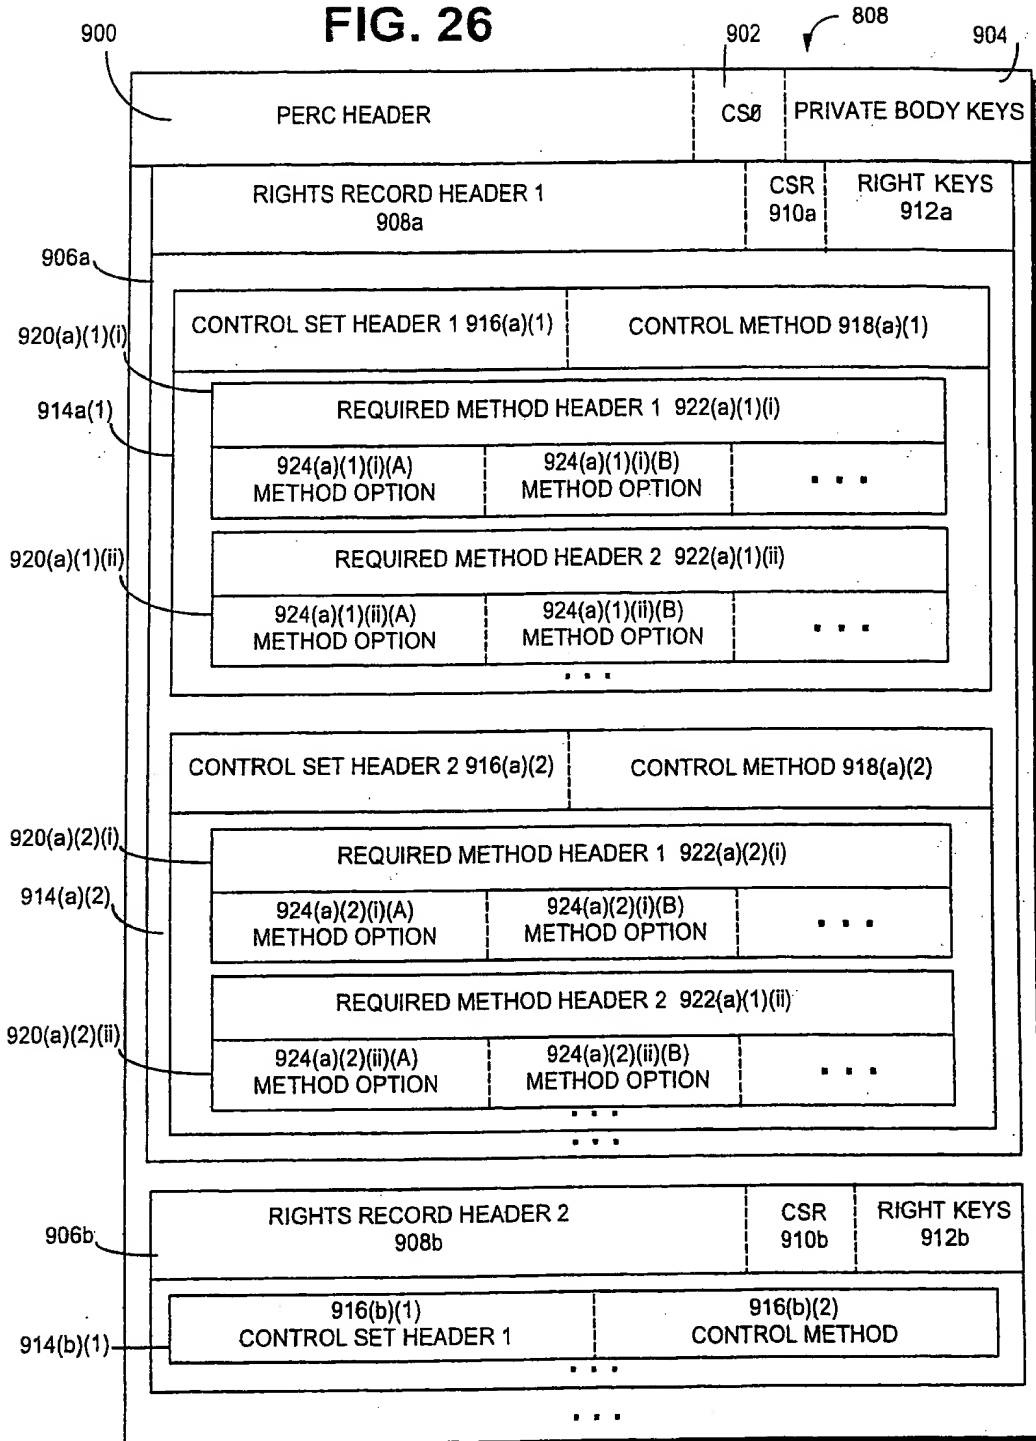 FIG. 26
900
902
808
904
PERC HEADER
CS0
PRIVATE BODY KEYS
RIGHTS RECORD HEADER 1
908a
CSR
910a
RIGHT KEYS
912a
906a
CONTROL SET HEADER 1 916(a)(1)
CONTROL METHOD 918(a)(1)
920(a)(1)(i)
REQUIRED METHOD HEADER 1 922(a)(1)(i)
914a(1)
924(a)(1)(i)(A)
METHOD OPTION
924(a)(1)(i)(B)
METHOD OPTION
...
920(a)(1)(ii)
REQUIRED METHOD HEADER 2 922(a)(1)(ii)
924(a)(1)(ii)(A)
METHOD OPTION
924(a)(1)(ii)(B)
METHOD OPTION
...
...
CONTROL SET HEADER 2 916(a)(2)
CONTROL METHOD 918(a)(2)
920(a)(2)(i)
REQUIRED METHOD HEADER 1 922(a)(2)(i)
914(a)(2)
924(a)(2)(i)(A)
METHOD OPTION
924(a)(2)(i)(B)
METHOD OPTION
...
REQUIRED METHOD HEADER 2 922(a)(1)(ii)
920(a)(2)(ii)
924(a)(2)(ii)(A)
METHOD OPTION
924(a)(2)(ii)(B)
METHOD OPTION
...
...
...
RIGHTS RECORD HEADER 2
908b
CSR
910b
RIGHT KEYS
912b
906b
916(b)(1)
CONTROL SET HEADER 1
916(b)(2)
CONTROL METHOD
914(b)(1)
...
...